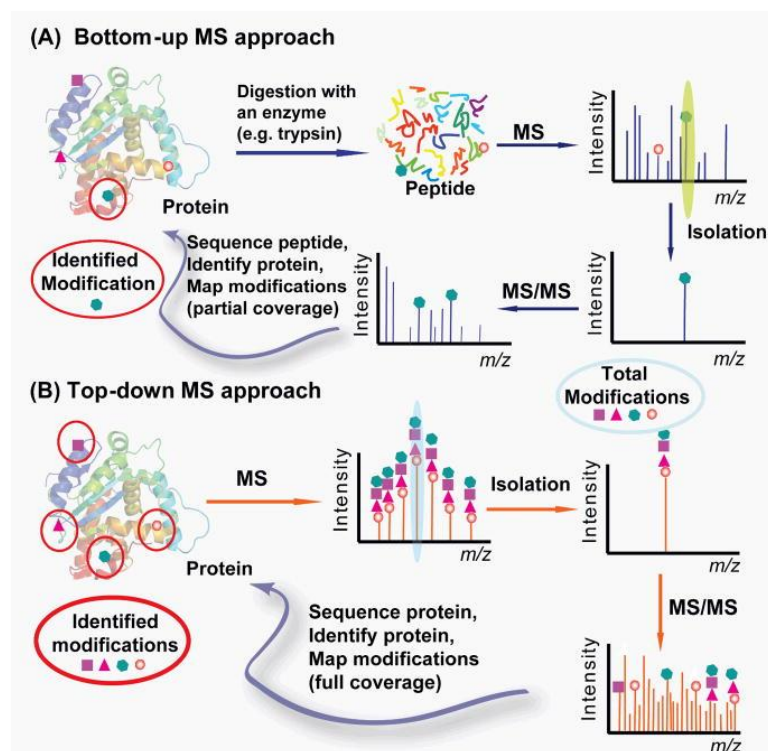 (A) Bottom-up MS approach
Digestion with
an enzyme
(e.g. trypsin)
MS
Intensity
m/z
Peptide
Protein
Isolation
Identified
Modification
Sequence peptide,
Identify protein,
Map modifications
(partial coverage)
Intensity
m/z
MS/MS
Intensity
m/z
(B) Top-down MS approach
Total
Modifications
MS
Intensity
m/z
Isolation
Intensity
m/z
Protein
MS/MS
Identified
modifications
Sequence protein,
Identify protein,
Map modifications
(full coverage)
Intensity
m/z